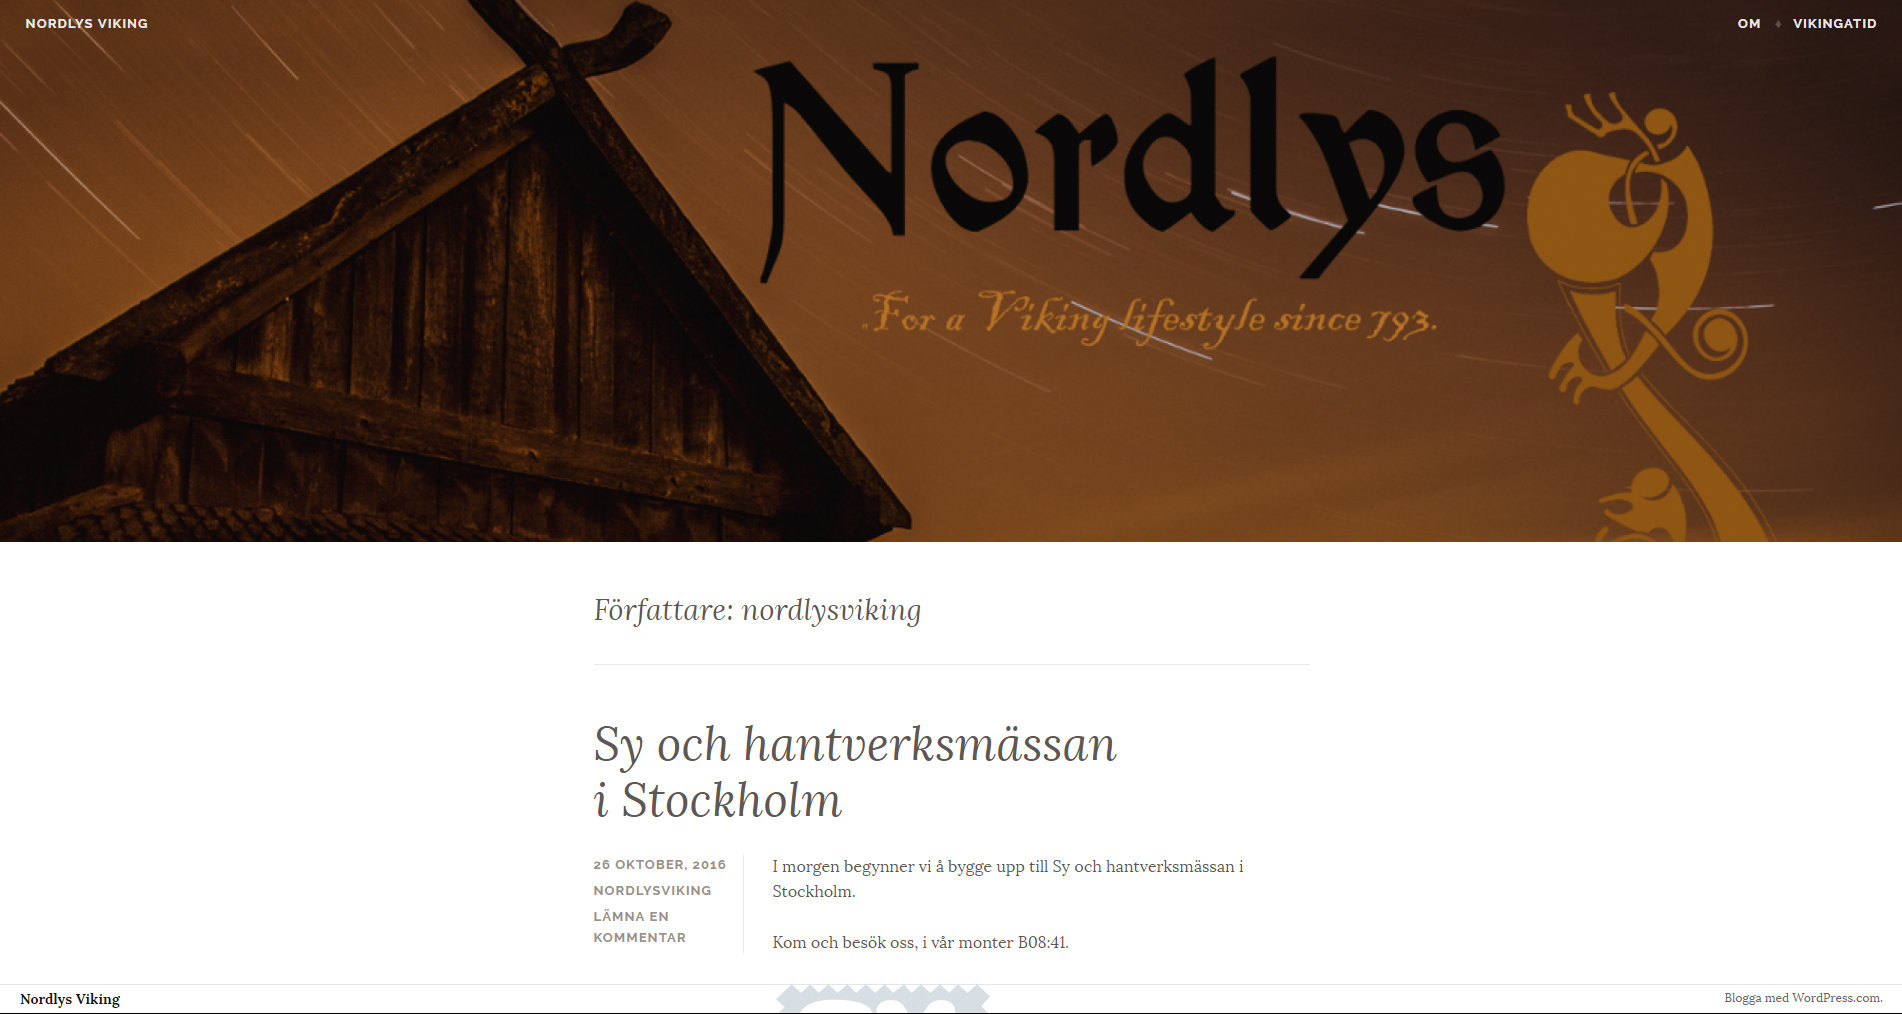 NORDLYS VIKING
OM ♦ VIKINGATID
Nordlys
"For a Viking lifestyle since 793.
Författare: nordlysviking
Sy och hantverksmässan
i Stockholm
26 OKTOBER, 2016
NORDLYSVIKING
LÄMNA EN
KOMMENTAR
I morgen begynner vi å bygge upp till Sy och hantverksmässan i
Stockholm.
Kom och besök oss, i vår monter B08:41.
Nordlys Viking
Blogga med WordPress.com.